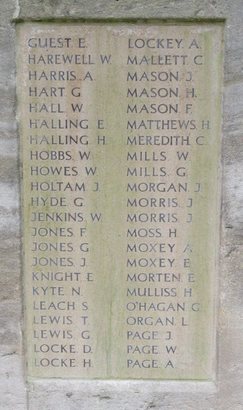 GUEST E.
HAREWELL W.
HARRIS A.
HART G.
HALL W.
HALLING E.
HALLING H.
HOBBS W.
HOWES W.
HOLTAM J.
HYDE G.
JENKINS W.
JONES F.
JONES G.
JONES J.
KNIGHT E.
KYTE N.
LEACH S.
LEWIS T.
LEWIS G.
LOCKE D.
LOCKE H.
LOCKEY A.
MALLETT C.
MASON J.
MASON H.
MASON F.
MATTHEWS H.
MEREDITH C.
MILLS W.
MILLS G.
MORGAN J.
MORRIS J.
MORRIS J.
MOSS H.
MOXEY A.
MOXEY E.
MORTEN E.
MULLISS H.
O'HAGAN G.
ORGAN L.
PAGE J.
PAGE W.
PAGE A.